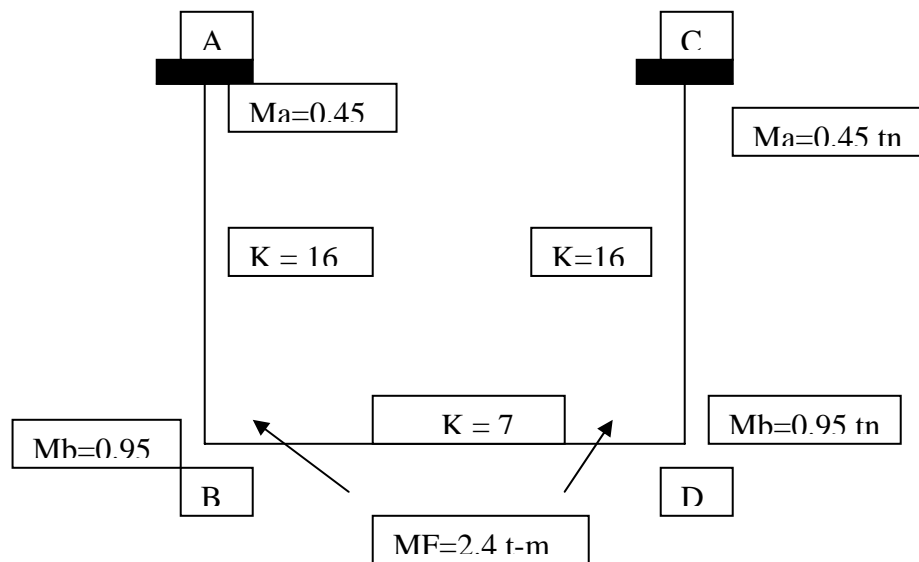 A
C
Ma=0.45
Ma=0.45 tn
K = 16
K=16
K = 7
Mb=0.95
Mb=0.95 tn
B
D
MF=2.4 t-m